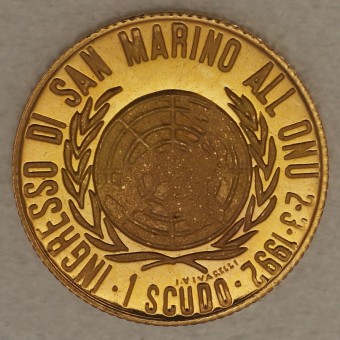 INGRESSO DI SAN MARINO ALL ONU 2-3-1992
· 1 SCUDO ·
I.VIVARELLI